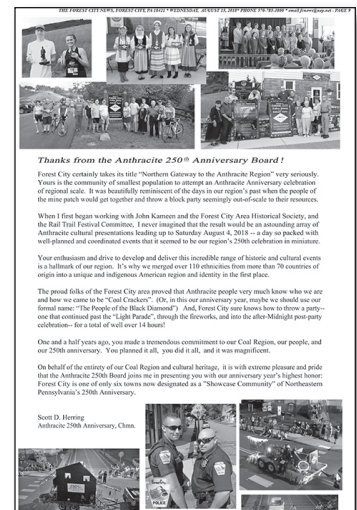 THE FOREST CITY NEWS, FOREST CITY, PA 18421 * WEDNESDAY, AUGUST 15, 2018* PHONE 570-785-3800 * email fcnews@nep.net - PAGE 9
Thanks from the Anthracite 250th Anniversary Board !
Forest City certainly takes its title "Northern Gateway to the Anthracite Region" very seriously.
Yours is the community of smallest population to attempt an Anthracite Anniversary celebration
of regional scale. It was beautifully reminiscent of the days in our region's past when the people of
the mine patch would get together and throw a block party seemingly out-of-scale to their resources.
When I first began working with John Kameen and the Forest City Area Historical Society, and
the Rail Trail Festival Committee, I never imagined that the result would be an astounding array of
Anthracite cultural presentations leading up to Saturday August 4, 2018 -- a day so packed with
well-planned and coordinated events that it seemed to be our region's 250th celebration in miniature.
Your enthusiasm and drive to develop and deliver this incredible range of historic and cultural events
is a hallmark of our region. It's why we merged over 110 ethnicities from more than 70 countries of
origin into a unique and indigenous American region and identity in the first place.
The proud folks of the Forest City area proved that Anthracite people very much know who we are
and how we came to be "Coal Crackers". (Or, in this our anniversary year, maybe we should use our
formal name: "The People of the Black Diamond") And, Forest City sure knows how to throw a party--
one that continued past the "Light Parade", through the fireworks, and into the after-Midnight post-party
celebration-- for a total of well over 14 hours!
One and a half years ago, you made a tremendous commitment to our Coal Region, our people, and
our 250th anniversary. You planned it all, you did it all, and it was magnificent.
On behalf of the entirety of our Coal Region and cultural heritage, it is with extreme pleasure and pride
that the Anthracite 250th Board joins me in presenting you with our anniversary year's highest honor:
Forest City is one of only six towns now designated as a "Showcase Community" of Northeastern
Pennsylvania's 250th Anniversary.
Scott D. Herring
Anthracite 250th Anniversary, Chmn.
POLICE